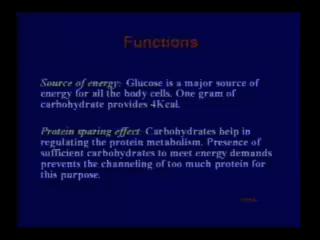 Functions
Source of energy: Glucose is a major source of
energy for all the body cells. One gram of
carbohydrate provides 4Kcal.
Protein sparing effect: Carbohydrates help in
regulating the protein metabolism. Presence of
sufficient carbohydrates to meet energy demands
prevents the channeling of too much protein for
this purpose.